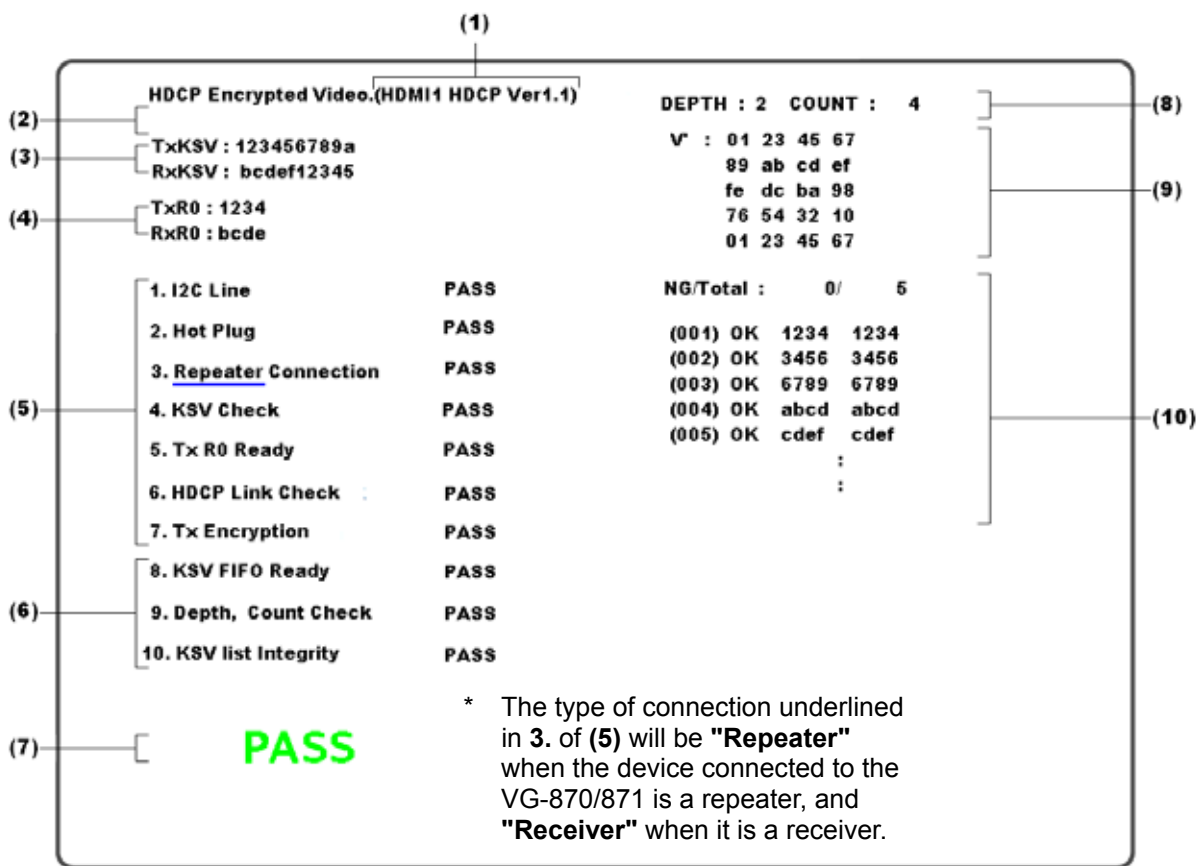 (1)
HDCP Encrypted Video.(HDMI1 HDCP Ver1.1)
(2)
(3)
TxKSV : 123456789a
RxKSV : bcdef12345
(4)
TxR0 : 1234
RxR0 : bcde
(5)
1. I2C Line PASS
2. Hot Plug PASS
3. Repeater Connection PASS
4. KSV Check PASS
5. Tx R0 Ready PASS
6. HDCP Link Check : PASS
7. Tx Encryption PASS
(6)
8. KSV FIFO Ready PASS
9. Depth, Count Check PASS
10. KSV list Integrity PASS
(7)
PASS
DEPTH : 2 COUNT : 4
(8)
V' : 01 23 45 67
89 ab cd ef
fe dc ba 98
76 54 32 10
01 23 45 67
(9)
NG/Total : 0/ 5
(001) OK 1234 1234
(002) OK 3456 3456
(003) OK 6789 6789
(004) OK abcd abcd
(005) OK cdef cdef
:
:
(10)
* The type of connection underlined
in 3. of (5) will be "Repeater"
when the device connected to the
VG-870/871 is a repeater, and
"Receiver" when it is a receiver.